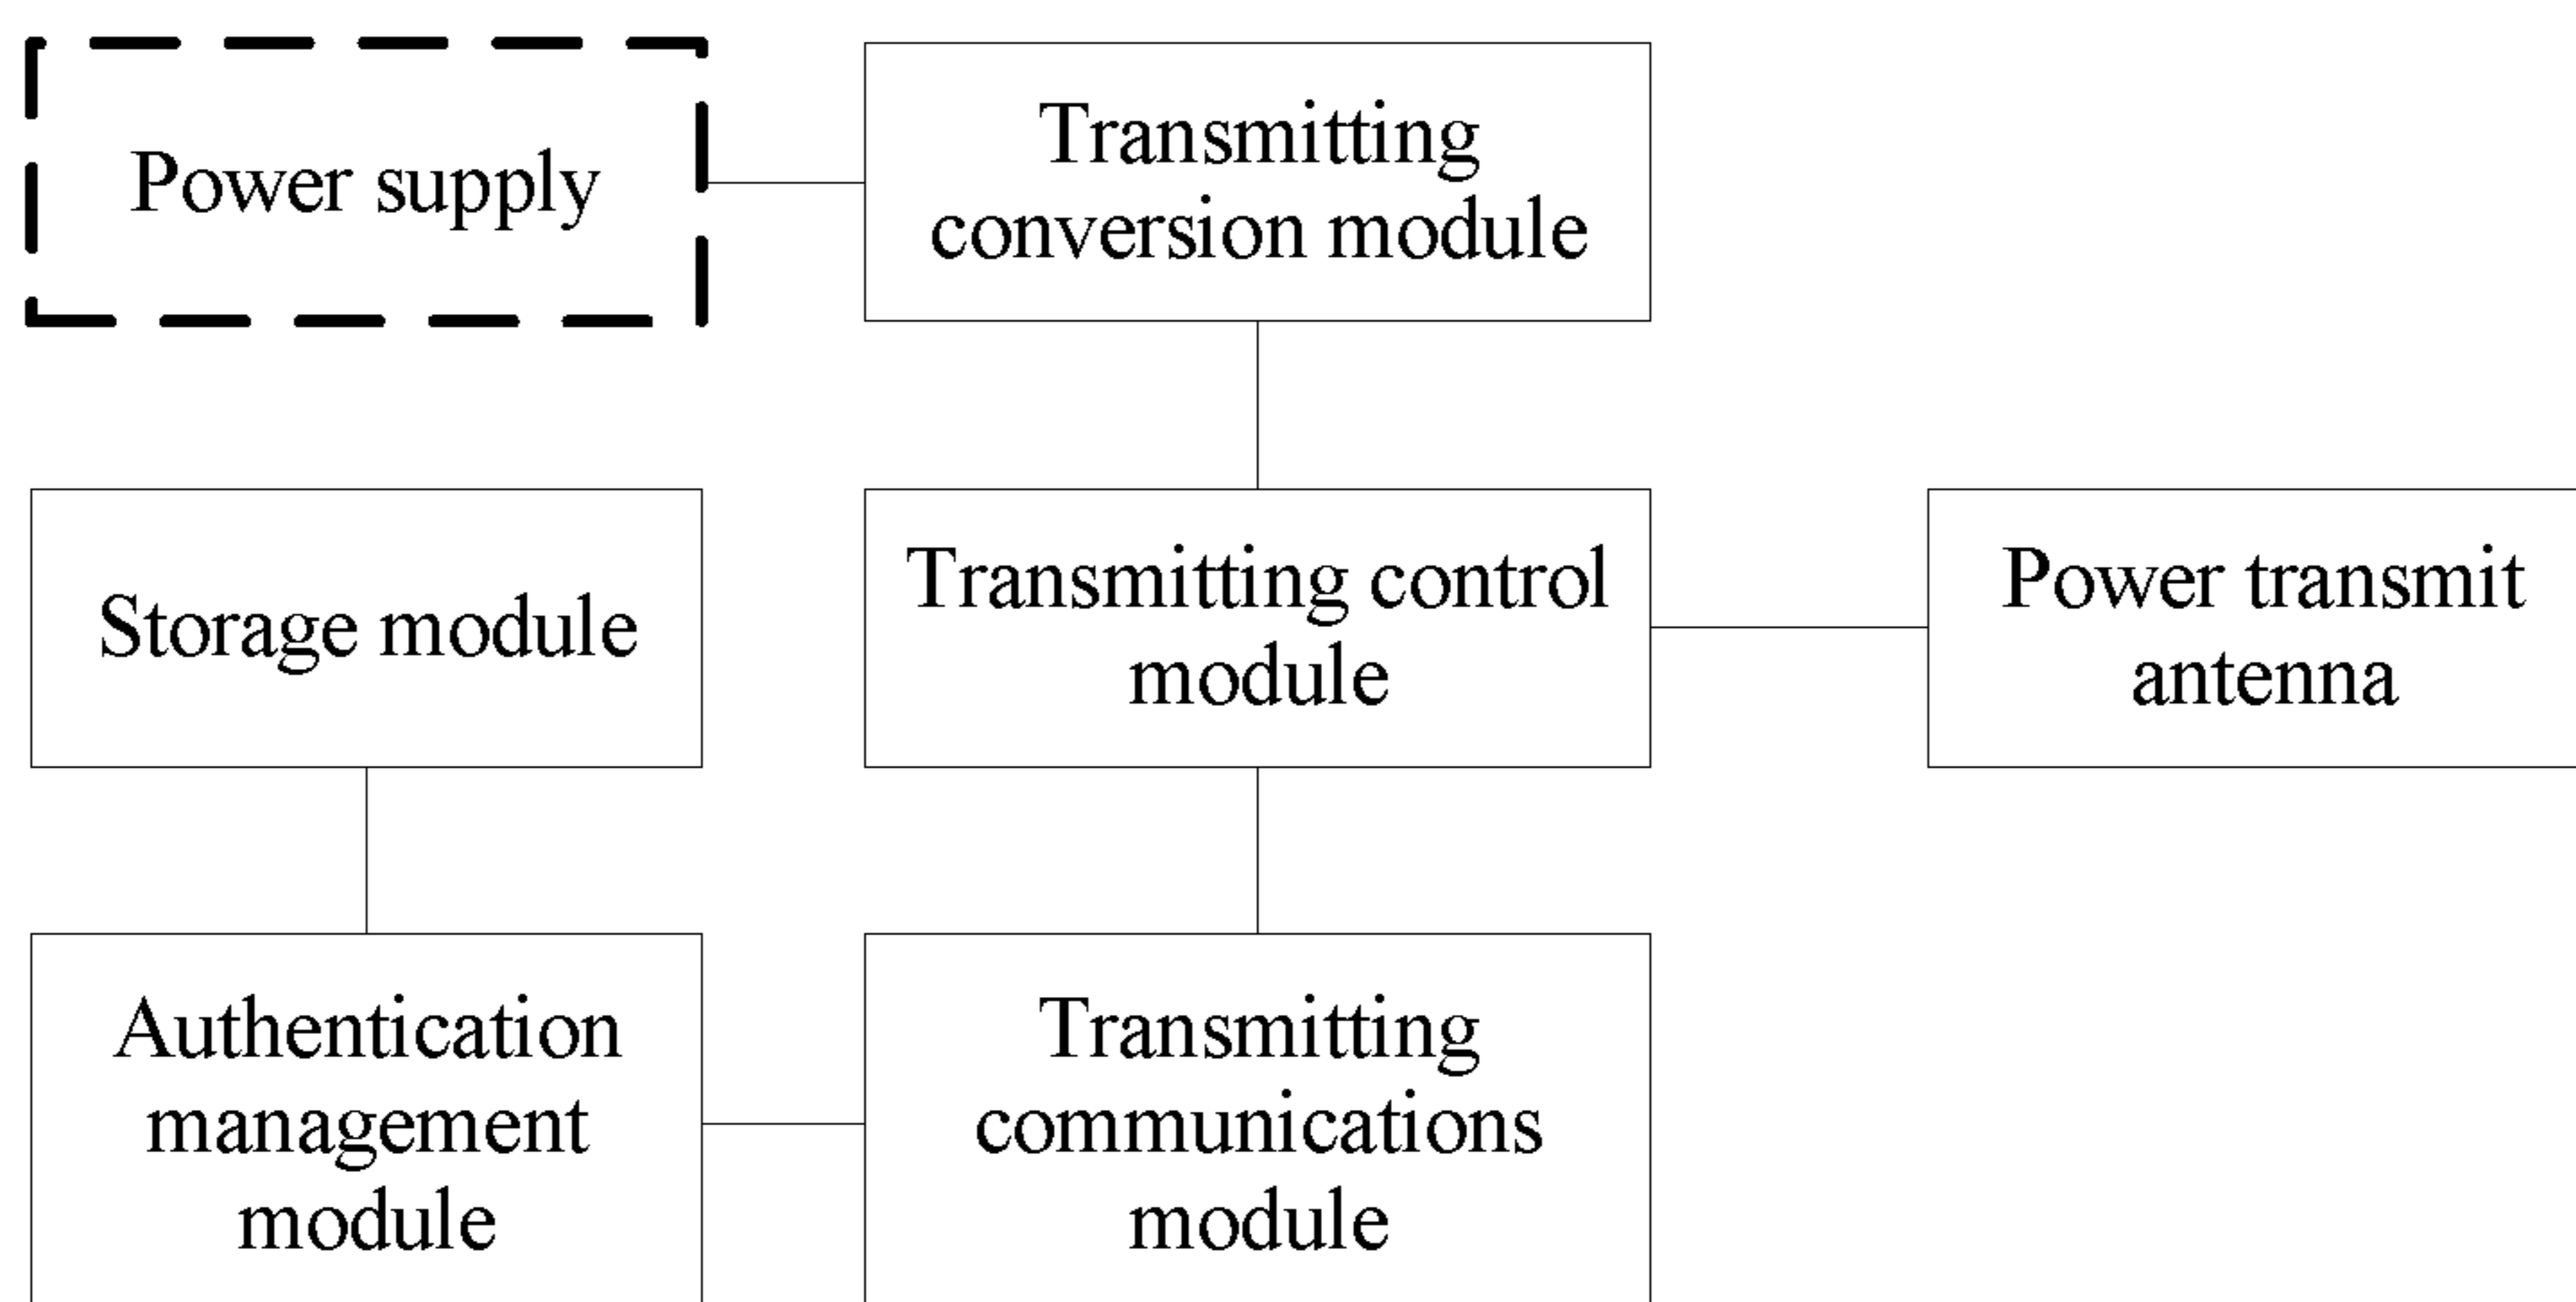 Power supply
Transmitting
conversion module
Storage module
Transmitting control
module
Power transmit
antenna
Authentication
management
module
Transmitting
communications
module